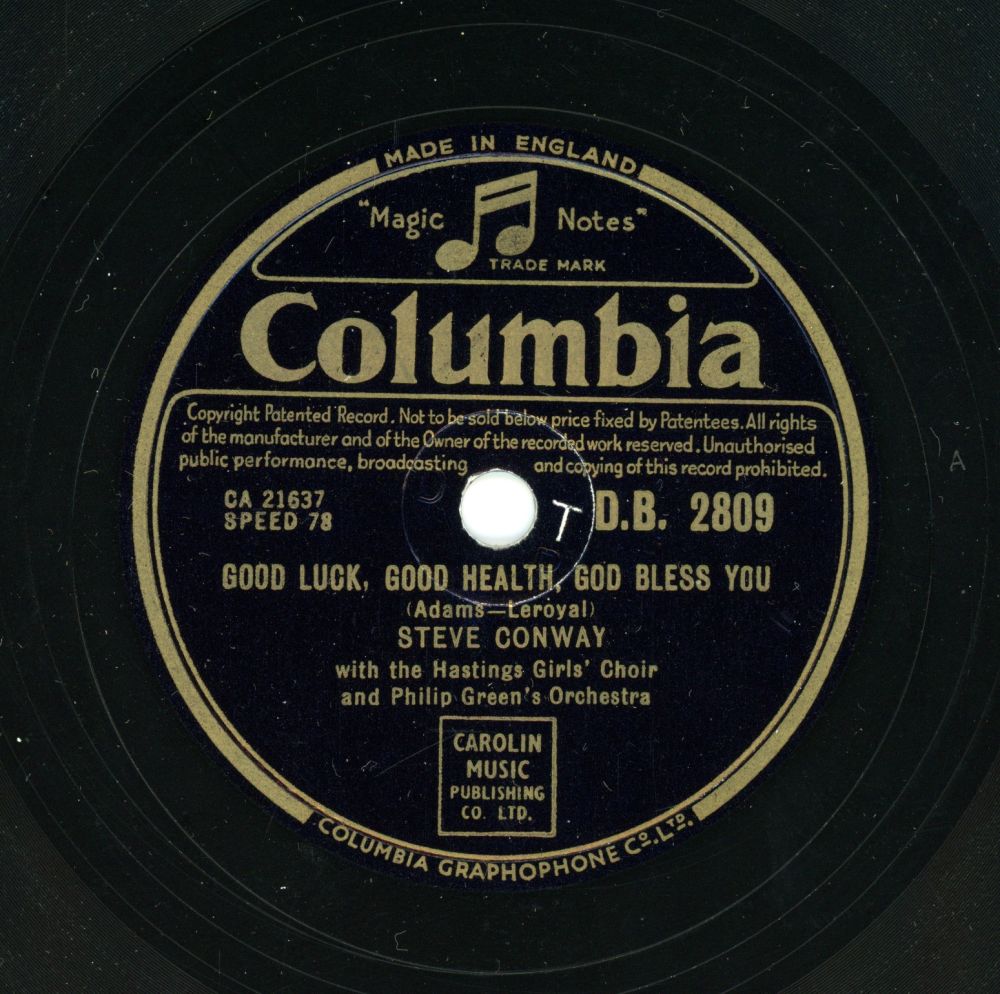 MADE IN ENGLAND
"Magic Notes"
TRADE MARK
Columbia
Copyright Patented Record. Not to be sold below price fixed by Patentees. All rights
of the manufacturer and of the Owner of the recorded work reserved. Unauthorised
public performance, broadcasting and copying of this record prohibited.
CA 21637
SPEED 78
D.B. 2809
T
GOOD LUCK, GOOD HEALTH, GOD BLESS YOU
(Adams—Leroyal)
STEVE CONWAY
with the Hastings Girls' Choir
and Philip Green's Orchestra
CAROLIN
MUSIC
PUBLISHING
CO. LTD.
COLUMBIA GRAPHOPHONE CO. LTD.
A